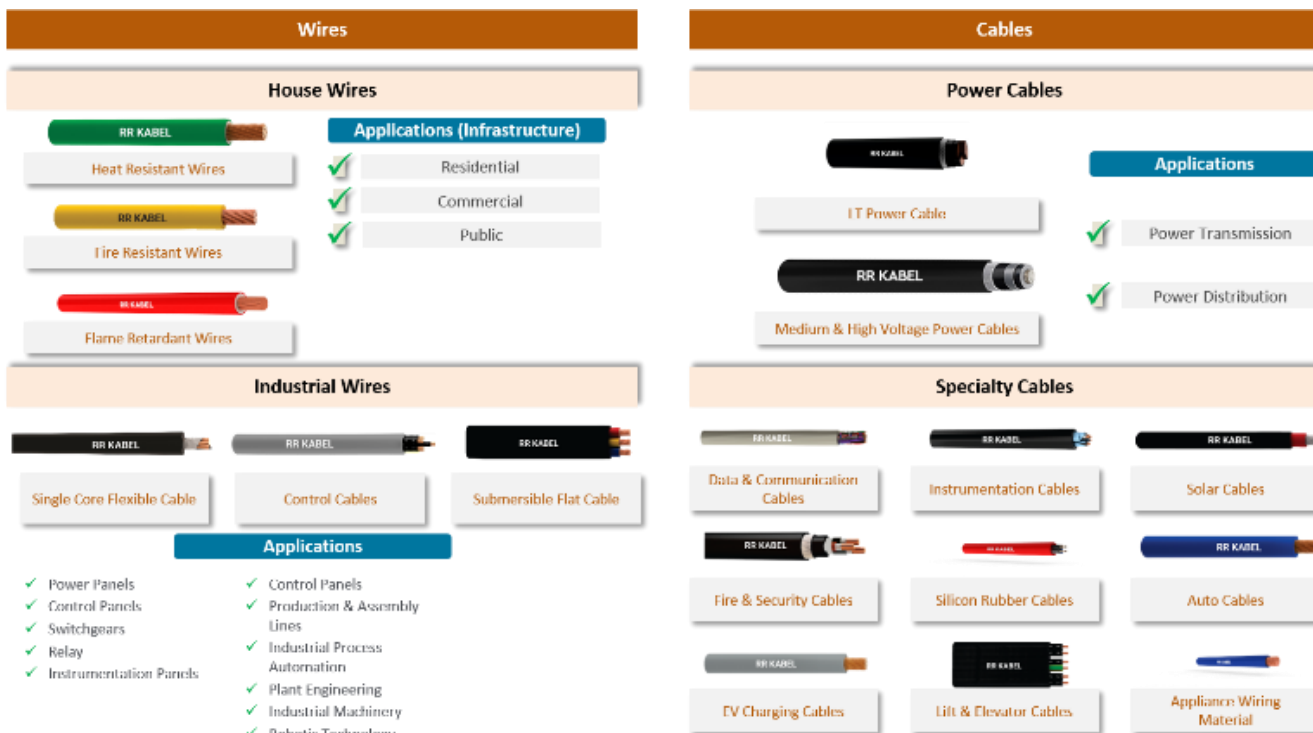 Wires
House Wires
RR KABEL
Heat Resistant Wires
RR KABEL
Fire Resistant Wires
RR KABEL
Flame Retardant Wires
Applications (Infrastructure)
Residential
Commercial
Public
Industrial Wires
RR KABEL
Single Core Flexible Cable
RR KABEL
Control Cables
RR KABEL
Submersible Flat Cable
Applications
Power Panels
Control Panels
Switchgears
Relay
Instrumentation Panels
Control Panels
Production & Assembly
Lines
Industrial Process
Automation
Plant Engineering
Industrial Machinery
Robotic Technology
Cables
Power Cables
RR KABEL
LT Power Cable
RR KABEL
Medium & High Voltage Power Cables
Applications
Power Transmission
Power Distribution
Specialty Cables
RR KABEL
Data & Communication
Cables
RR KABEL
Instrumentation Cables
RR KABEL
Solar Cables
RR KABEL
Fire & Security Cables
RR KABEL
Silicon Rubber Cables
RR KABEL
Auto Cables
RR KABEL
EV Charging Cables
RR KABEL
Lift & Elevator Cables
Appliance Wiring
Material